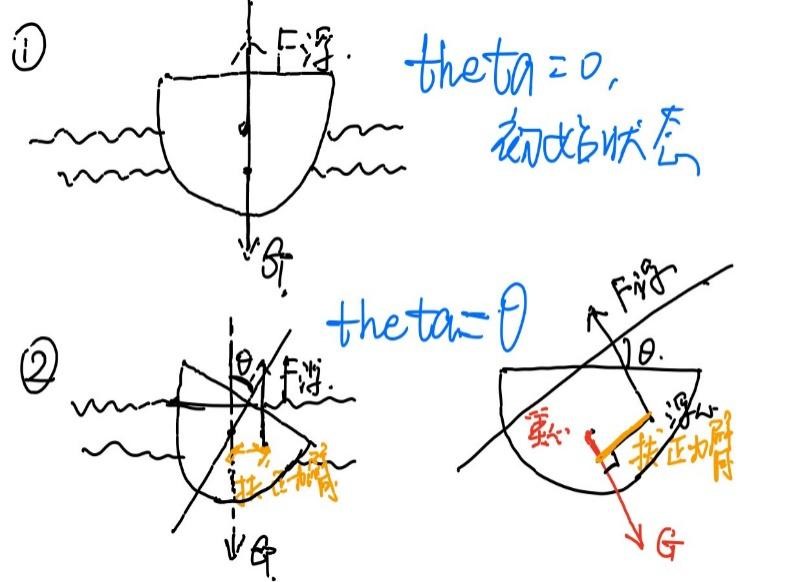 ①
F浮.
theta=0,
初始状态
G.
②
theta=θ
θ
F浮.
扶正力臂
G.
F浮
θ.
浮心
重心
扶正力臂
G